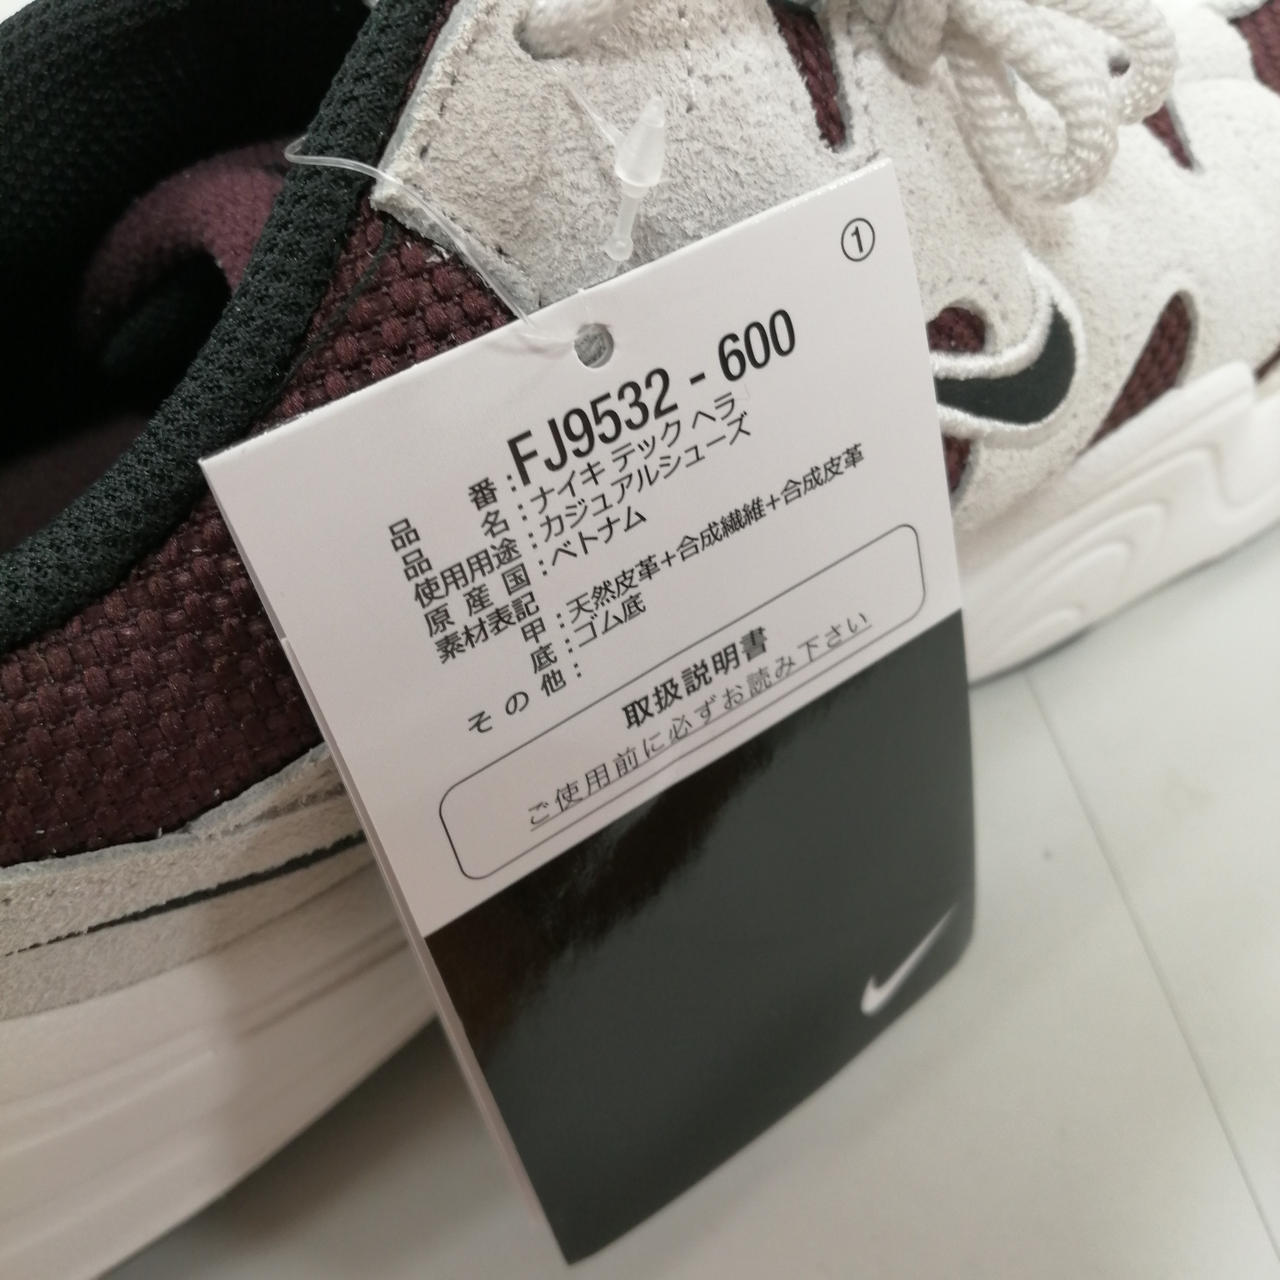 ①
品番：FJ9532 - 600
品名：ナイキ テック ヘラ
使用用途：カジュアルシューズ
原産国：ベトナム
素材表記
甲：天然皮革+合成繊維+合成皮革
底：ゴム底
その他：
取扱説明書
ご使用前に必ずお読み下さい